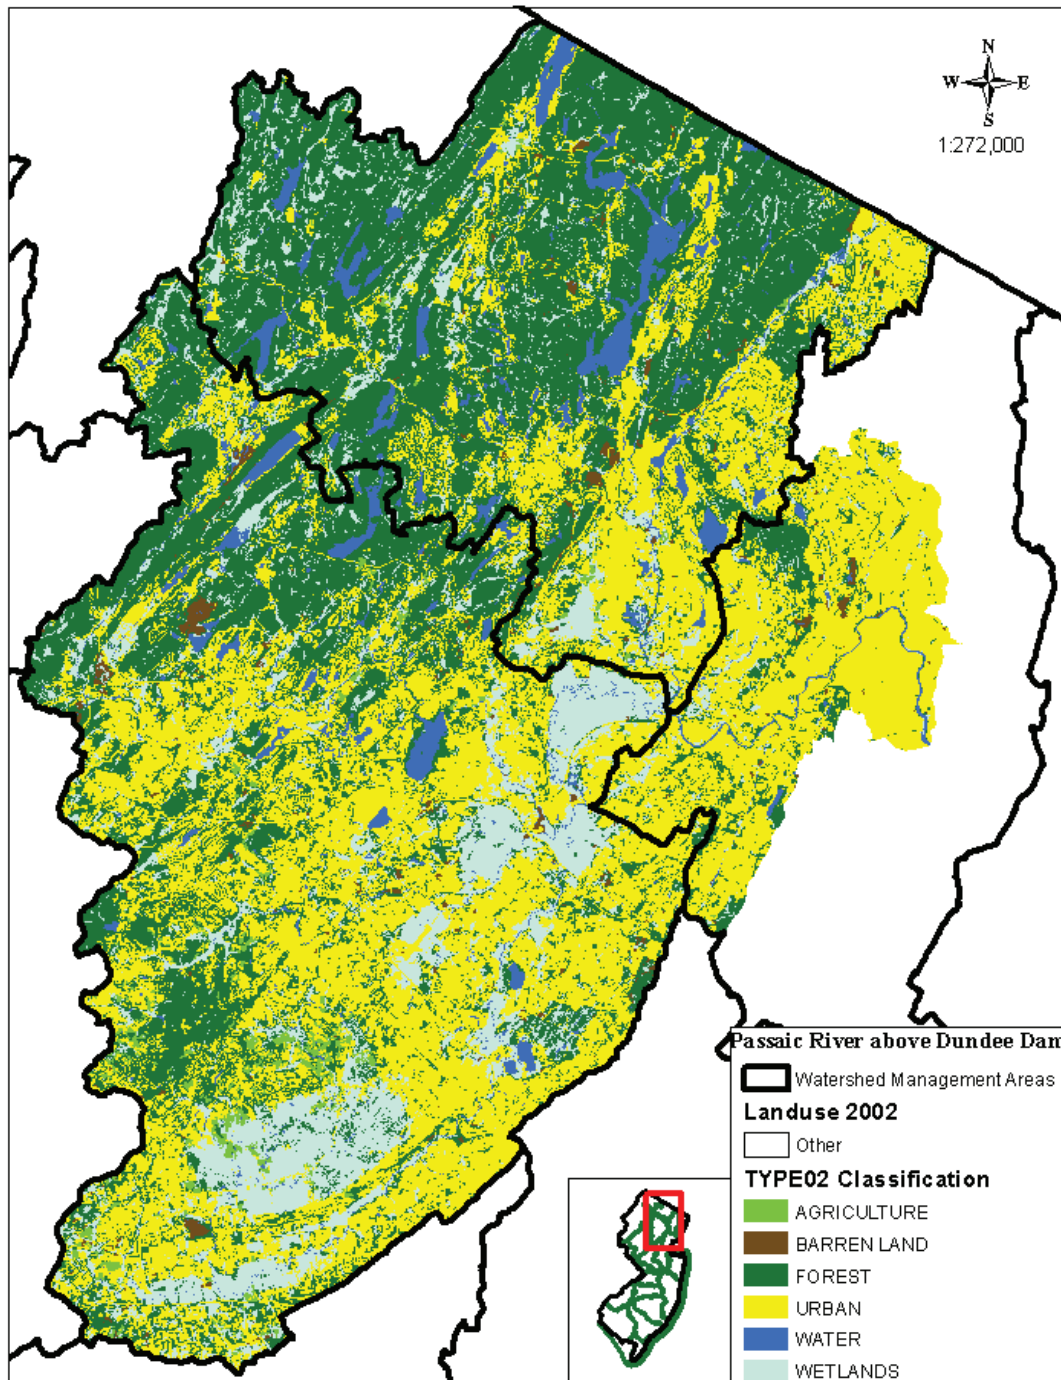 N
W E
S
1:272,000
Passaic River above Dundee Dam
Watershed Management Areas
Landuse 2002
Other
TYPE02 Classification
AGRICULTURE
BARREN LAND
FOREST
URBAN
WATER
WETLANDS